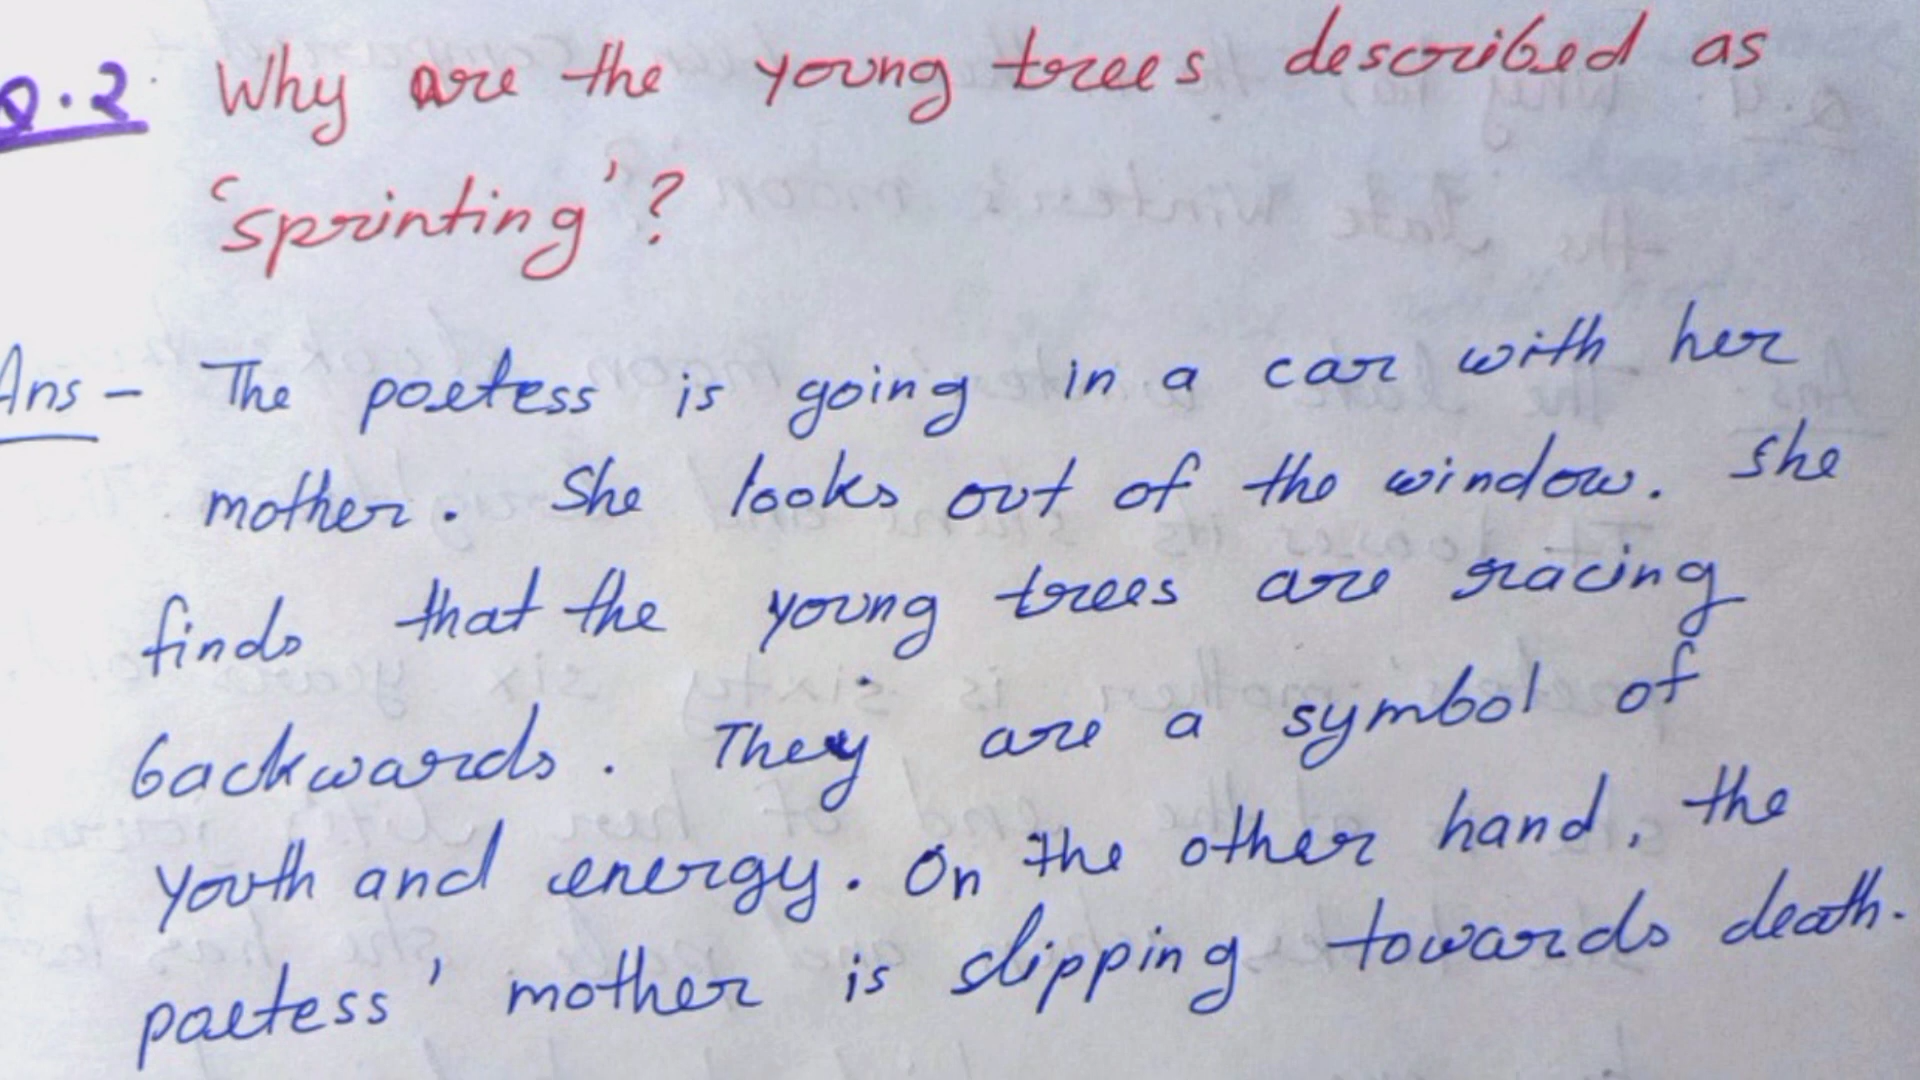 Q.2 Why are the young trees described as
'sprinting'?
Ans - The poetess is going in a car with her
mother. She looks out of the window. She
finds that the young trees are racing
backwards. They are a symbol of
youth and energy. On the other hand, the
poetess' mother is slipping towards death.